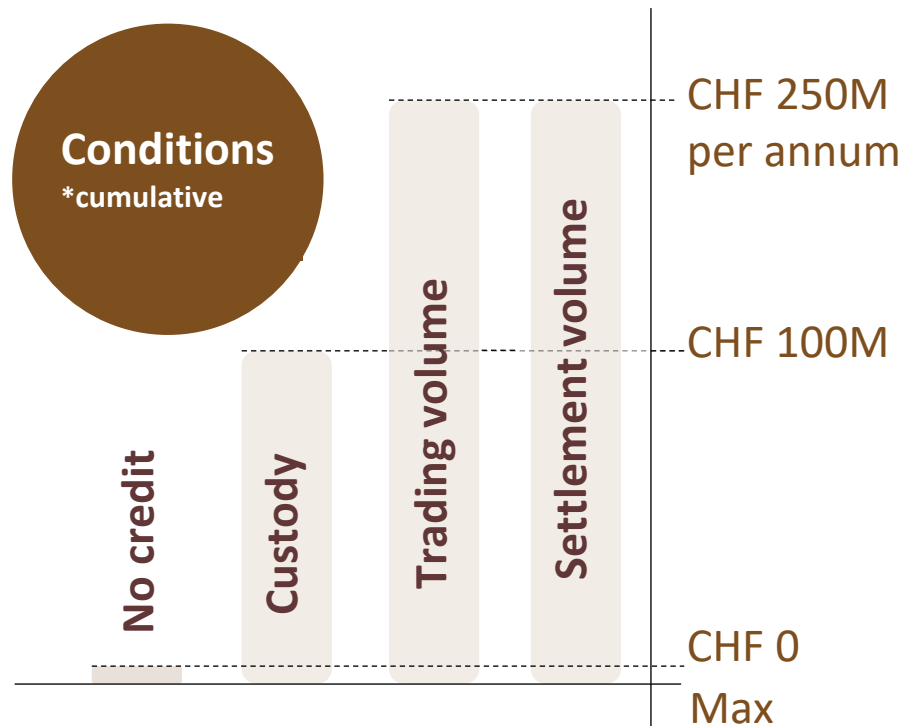 Conditions
*cumulative
No credit
Custody
Trading volume
Settlement volume
CHF 250M
per annum
CHF 100M
CHF 0
Max